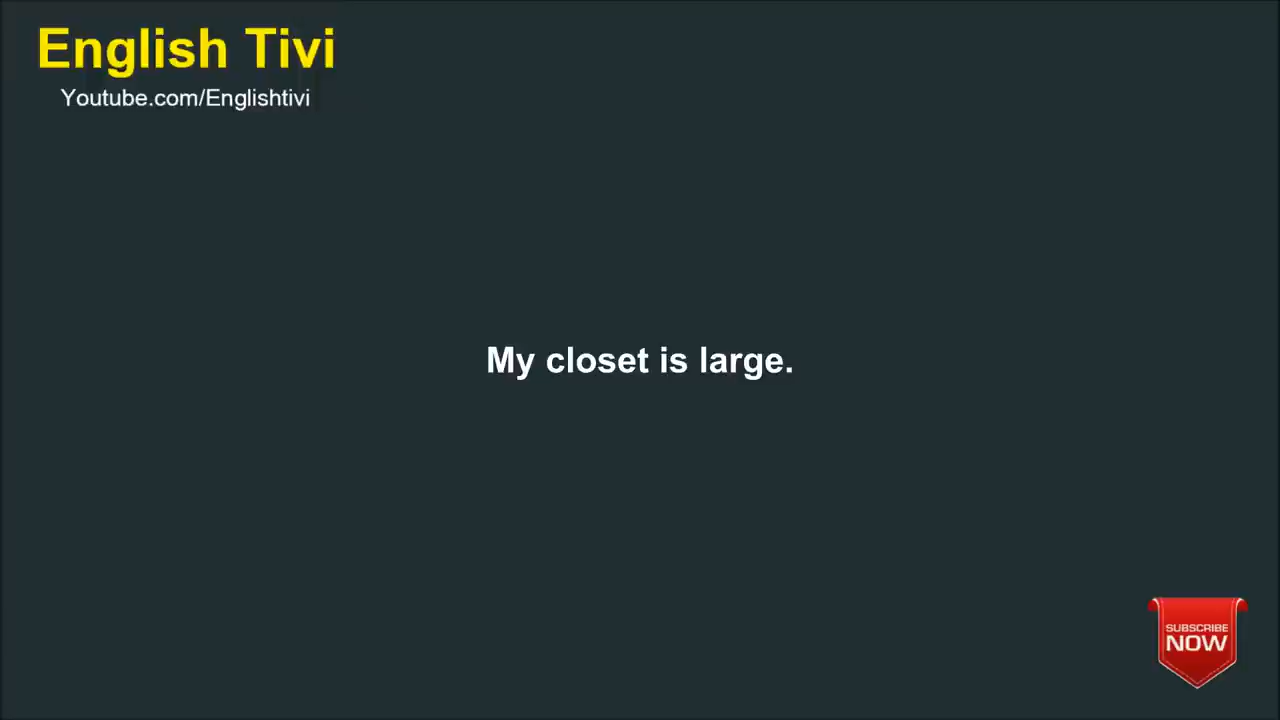 English Tivi
Youtube.com/Englishtivi
My closet is large.
SUBSCRIBE
NOW